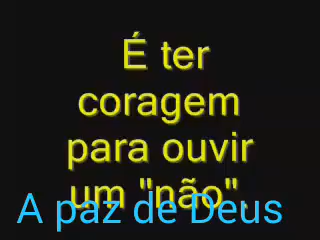 É ter
coragem
para ouvir
um "não".
A paz de Deus